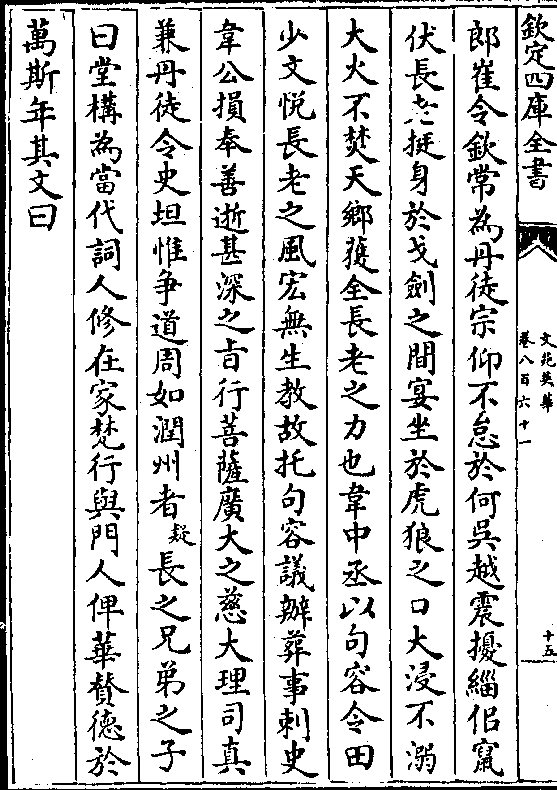 欽定四庫全書
文苑英華
卷八百六十一
十五
郎崔令欽常為丹徒宗仰不怠於何吳越震擾緇侣竄
伏長老挺身於戈劍之間宴坐於虎狼之口大浸不溺
大火不焚天鄉獲全長老之力也韋中丞以句容令田
少文悦長老之風宏無生教故托句容議辦葬事刺史
韋公損奉善逝甚深之㫖行菩薩廣大之慈大理司真
兼丹徒令史坦惟争道周如潤州者疑長之兄弟之子
曰堂構為當代詞人修在家梵行與門人俾華賛德於
萬斯年其文曰